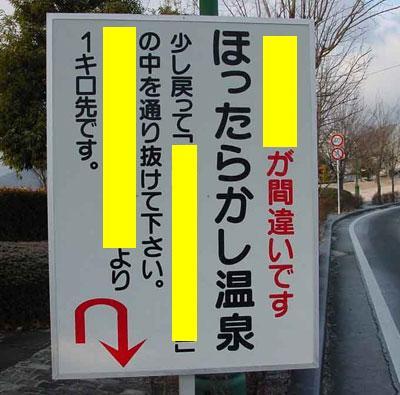 が間違いです
ほったらかし温泉
少し戻って「」
の中を通り抜けて下さい。
より
1キロ先です。